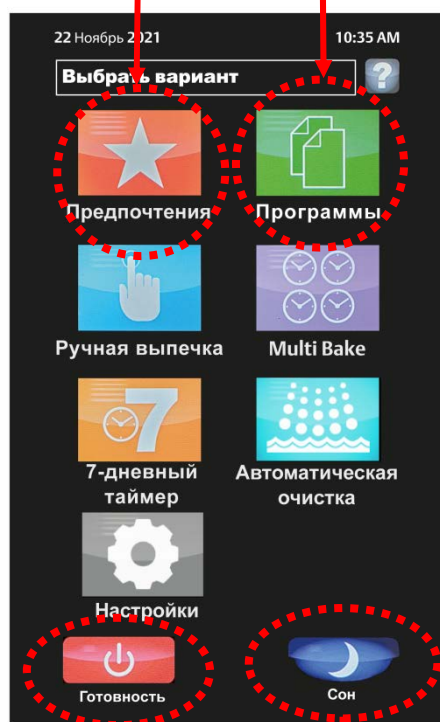 22 Ноябрь 2021 10:35 AM
Выбрать вариант ?
Предпочтения Программы
Ручная выпечка Multi Bake
7
7-дневный
таймер
Автоматическая
очистка
Настройки
Готовность Сон